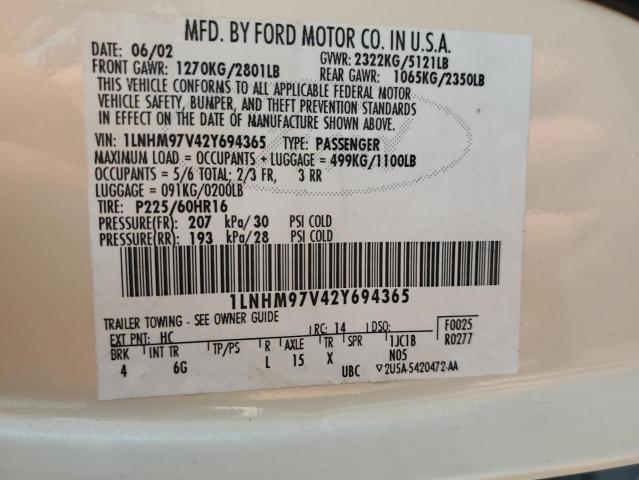 MFD. BY FORD MOTOR CO. IN U.S.A.
DATE: 06/02 GVWR: 2322KG/5121LB
FRONT GAWR: 1270KG/2801LB REAR GAWR: 1065KG/2350LB
THIS VEHICLE CONFORMS TO ALL APPLICABLE FEDERAL MOTOR
VEHICLE SAFETY, BUMPER, AND THEFT PREVENTION STANDARDS
IN EFFECT ON THE DATE OF MANUFACTURE SHOWN ABOVE.
VIN: 1LNHM97V42Y694365 TYPE: PASSENGER
MAXIMUM LOAD = OCCUPANTS + LUGGAGE = 499KG/1100LB
OCCUPANTS = 5/6 TOTAL: 2/3 FR, 3 RR
LUGGAGE = 091KG/0200LB
TIRE: P225/60HR16
PRESSURE(FR) 207 kPa/30 PSI COLD
PRESSURE(RR) 193 kPa/28 PSI COLD
1LNHM97V42Y694365
TRAILER TOWING - SEE OWNER GUIDE
EXT PNT: HC RC: 14 DSO: F0025
BRK INT TR TP/PS R AXLE TR SPR 1JC1B R0277
4 6G L 15 X N05
UBC ▽2USA-5420472-AA